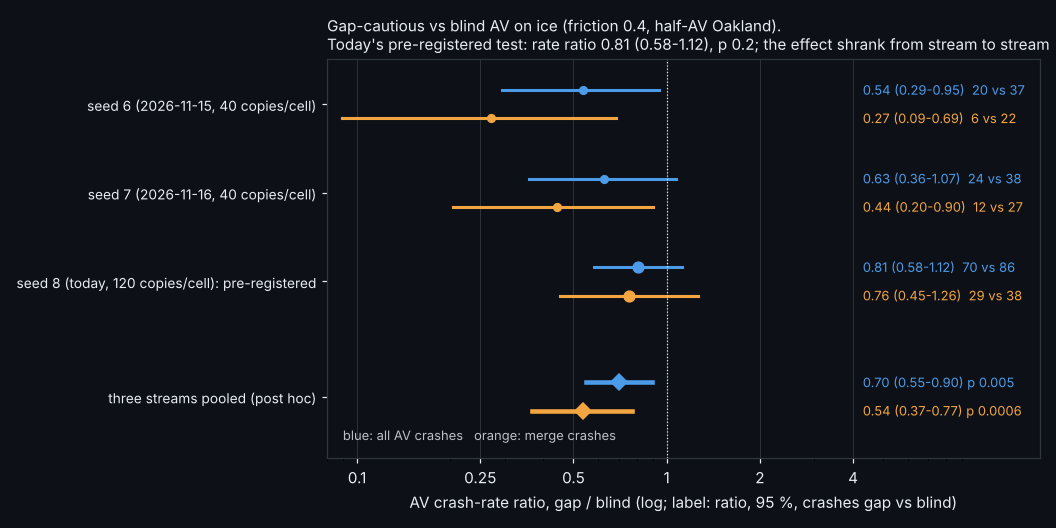 Gap-cautious vs blind AV on ice (friction 0.4, half-AV Oakland).
Today's pre-registered test: rate ratio 0.81 (0.58-1.12), p 0.2; the effect shrank from stream to stream
seed 6 (2026-11-15, 40 copies/cell)
0.54 (0.29-0.95)  20 vs 37
0.27 (0.09-0.69)  6 vs 22
seed 7 (2026-11-16, 40 copies/cell)
0.63 (0.36-1.07)  24 vs 38
0.44 (0.20-0.90)  12 vs 27
seed 8 (today, 120 copies/cell): pre-registered
0.81 (0.58-1.12)  70 vs 86
0.76 (0.45-1.26)  29 vs 38
three streams pooled (post hoc)
0.70 (0.55-0.90) p 0.005
0.54 (0.37-0.77) p 0.0006
blue: all AV crashes   orange: merge crashes
0.1 0.25 0.5 1 2 4
AV crash-rate ratio, gap / blind (log; label: ratio, 95 %, crashes gap vs blind)